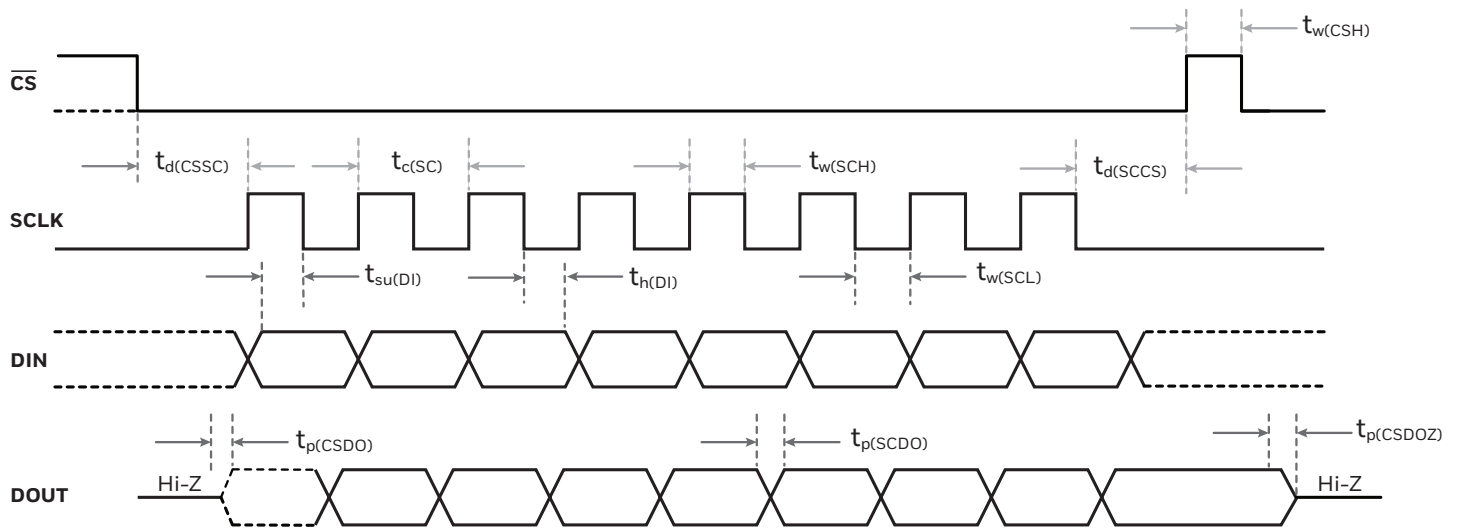 t_w(CSH)
C̅S̅
t_d(CSSC)
t_c(SC)
t_w(SCH)
t_d(SCCS)
SCLK
t_su(DI)
t_h(DI)
t_w(SCL)
DIN
t_p(CSDO)
t_p(SCDO)
t_p(CSDOZ)
Hi-Z
Hi-Z
DOUT